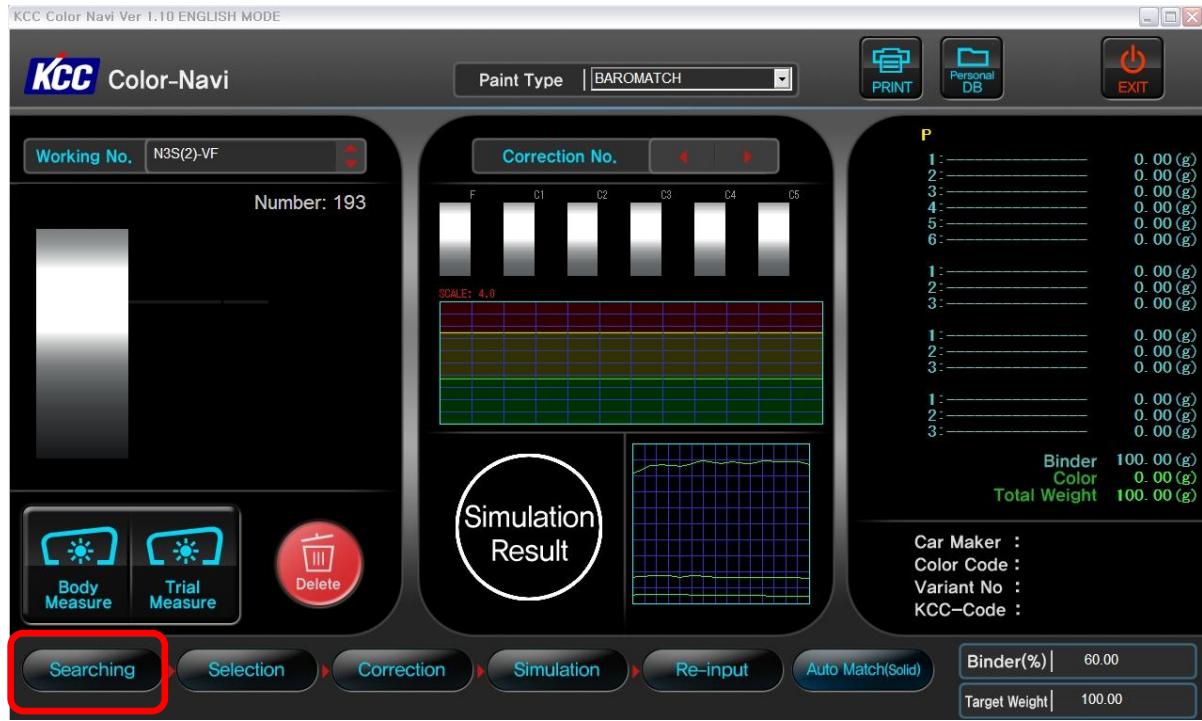 KCC Color Navi Ver 1.10 ENGLISH MODE
KCC Color-Navi
Paint Type BAROMATCH
PRINT
Personal
DB
EXIT
Working No. N3S(2)-VF
Number: 193
Correction No.
F C1 C2 C3 C4 C5
SCALE: 4.0
Simulation
Result
Body
Measure
Trial
Measure
Delete
P
1: 0.00(g)
2: 0.00(g)
3: 0.00(g)
4: 0.00(g)
5: 0.00(g)
6: 0.00(g)
1: 0.00(g)
2: 0.00(g)
3: 0.00(g)
1: 0.00(g)
2: 0.00(g)
3: 0.00(g)
1: 0.00(g)
2: 0.00(g)
3: 0.00(g)
Binder 100.00(g)
Color 0.00(g)
Total Weight 100.00(g)
Car Maker :
Color Code :
Variant No :
KCC-Code :
Searching
Selection
Correction
Simulation
Re-input
Auto Match(Solid)
Binder(%) 60.00
Target Weight 100.00